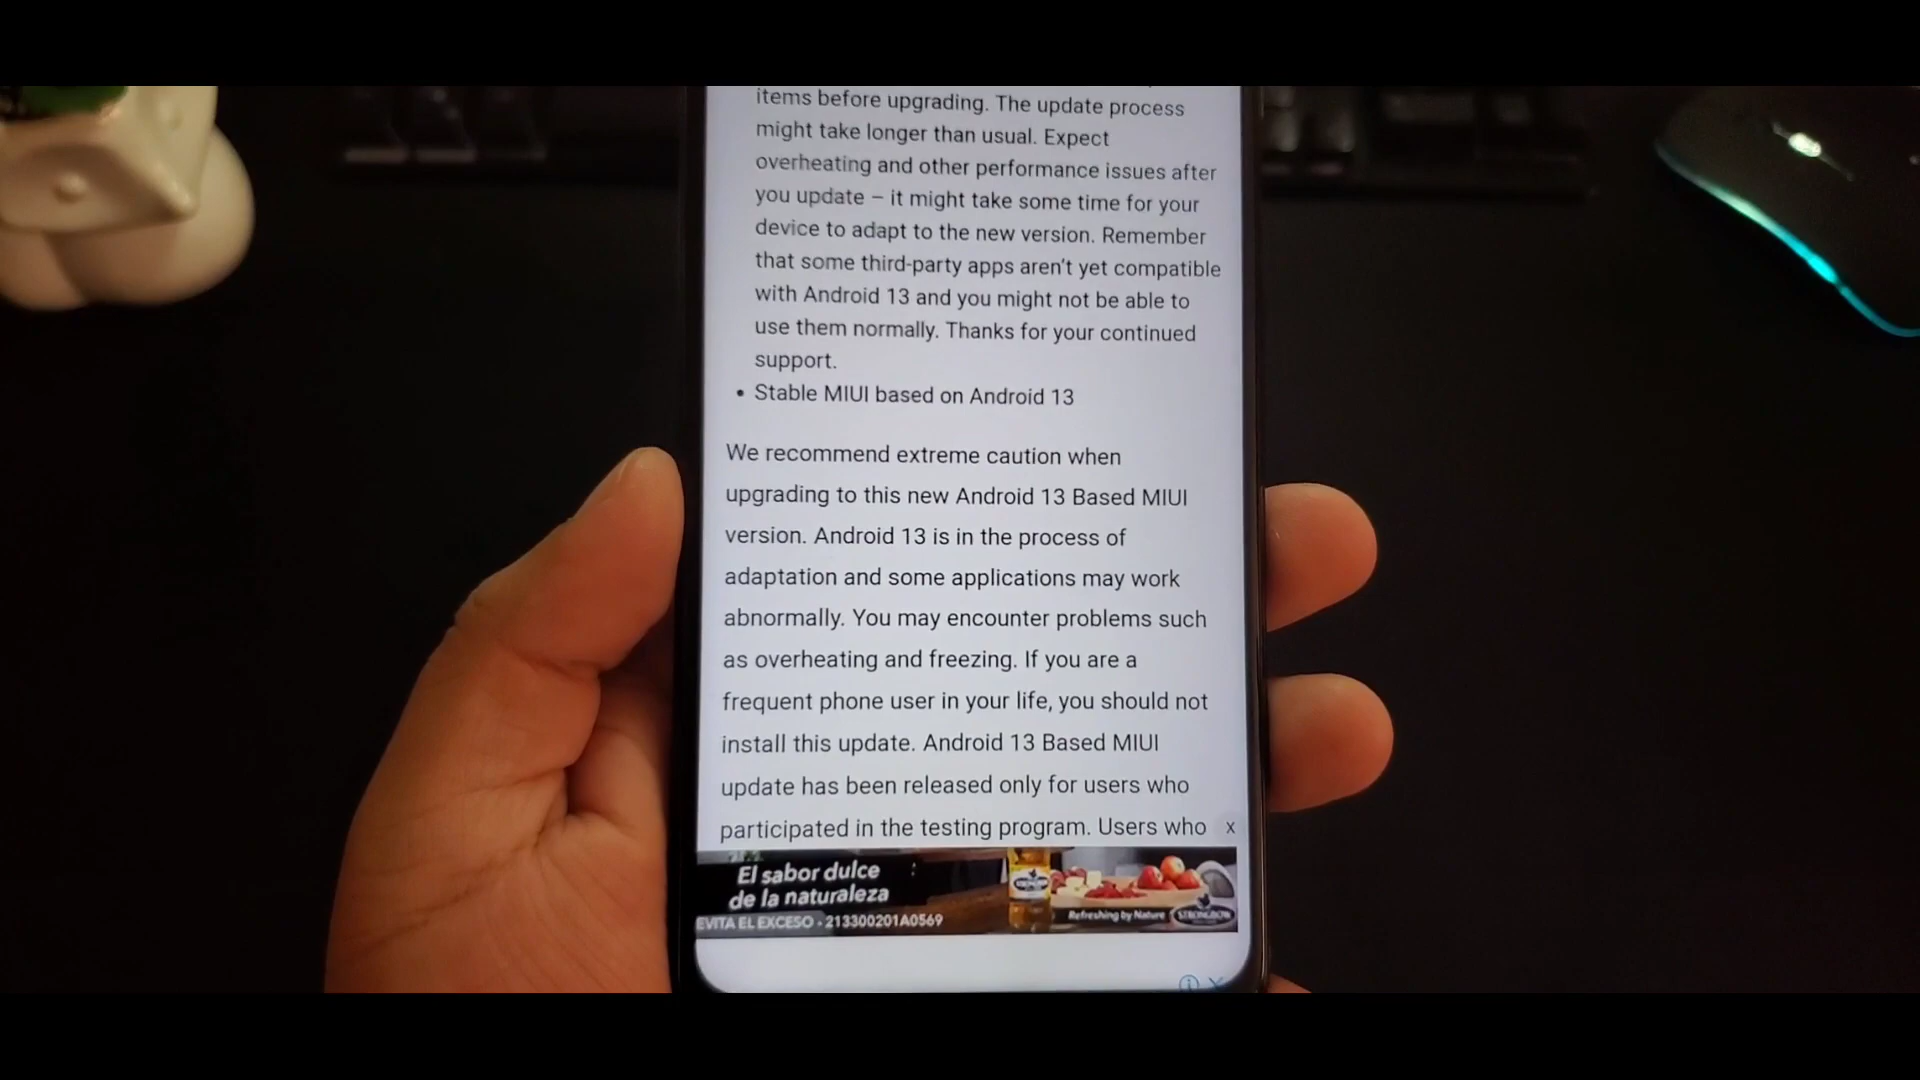 items before upgrading. The update process
might take longer than usual. Expect
overheating and other performance issues after
you update – it might take some time for your
device to adapt to the new version. Remember
that some third-party apps aren't yet compatible
with Android 13 and you might not be able to
use them normally. Thanks for your continued
support.
• Stable MIUI based on Android 13
We recommend extreme caution when
upgrading to this new Android 13 Based MIUI
version. Android 13 is in the process of
adaptation and some applications may work
abnormally. You may encounter problems such
as overheating and freezing. If you are a
frequent phone user in your life, you should not
install this update. Android 13 Based MIUI
update has been released only for users who
participated in the testing program. Users who
x
El sabor dulce
de la naturaleza
EVITA EL EXCESO - 213300201A0569
Refreshing by Nature
STRONGBOW